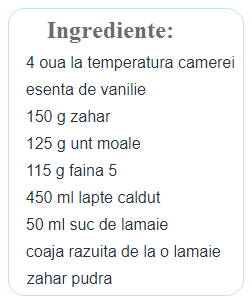 Ingrediente:
4 oua la temperatura camerei
esenta de vanilie
150 g zahar
125 g unt moale
115 g faina 5
450 ml lapte caldut
50 ml suc de lamaie
coaja razuita de la o lamaie
zahar pudra